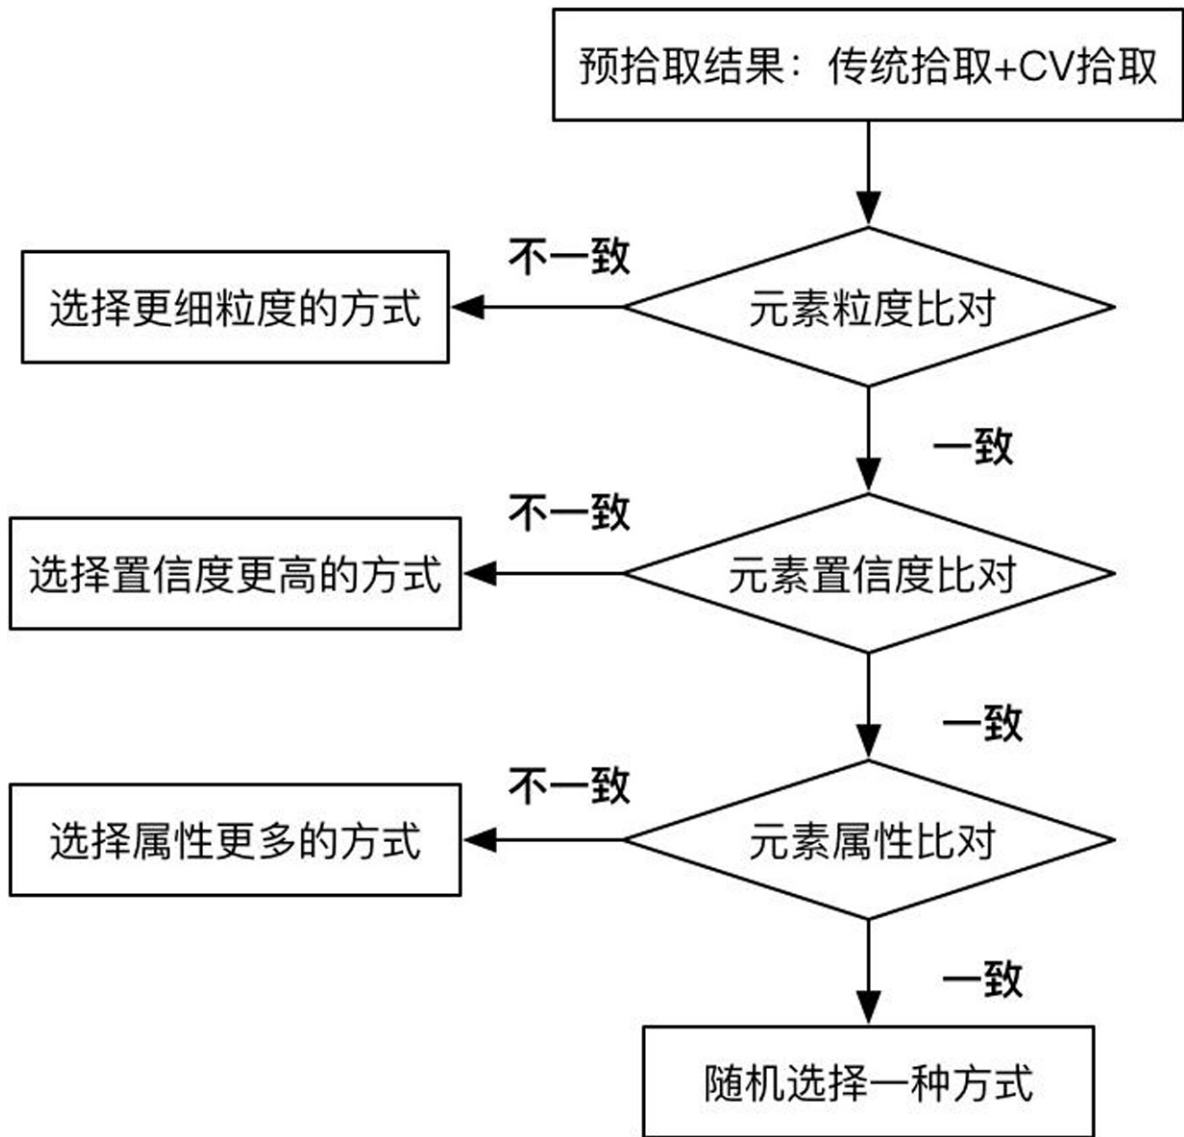 预拾取结果：传统拾取+CV拾取
不一致
选择更细粒度的方式
元素粒度比对
一致
不一致
选择置信度更高的方式
元素置信度比对
一致
不一致
选择属性更多的方式
元素属性比对
一致
随机选择一种方式